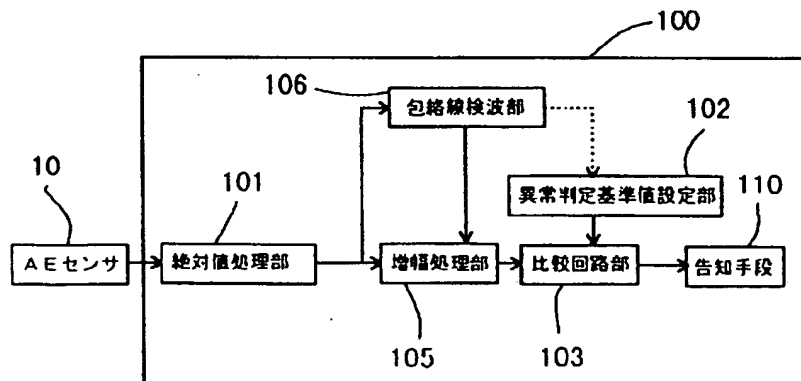 100
106
包絡線検波部
102
10
101
異常判定基準値設定部
110
AEセンサ
絶対値処理部
増幅処理部
比較回路部
告知手段
105
103